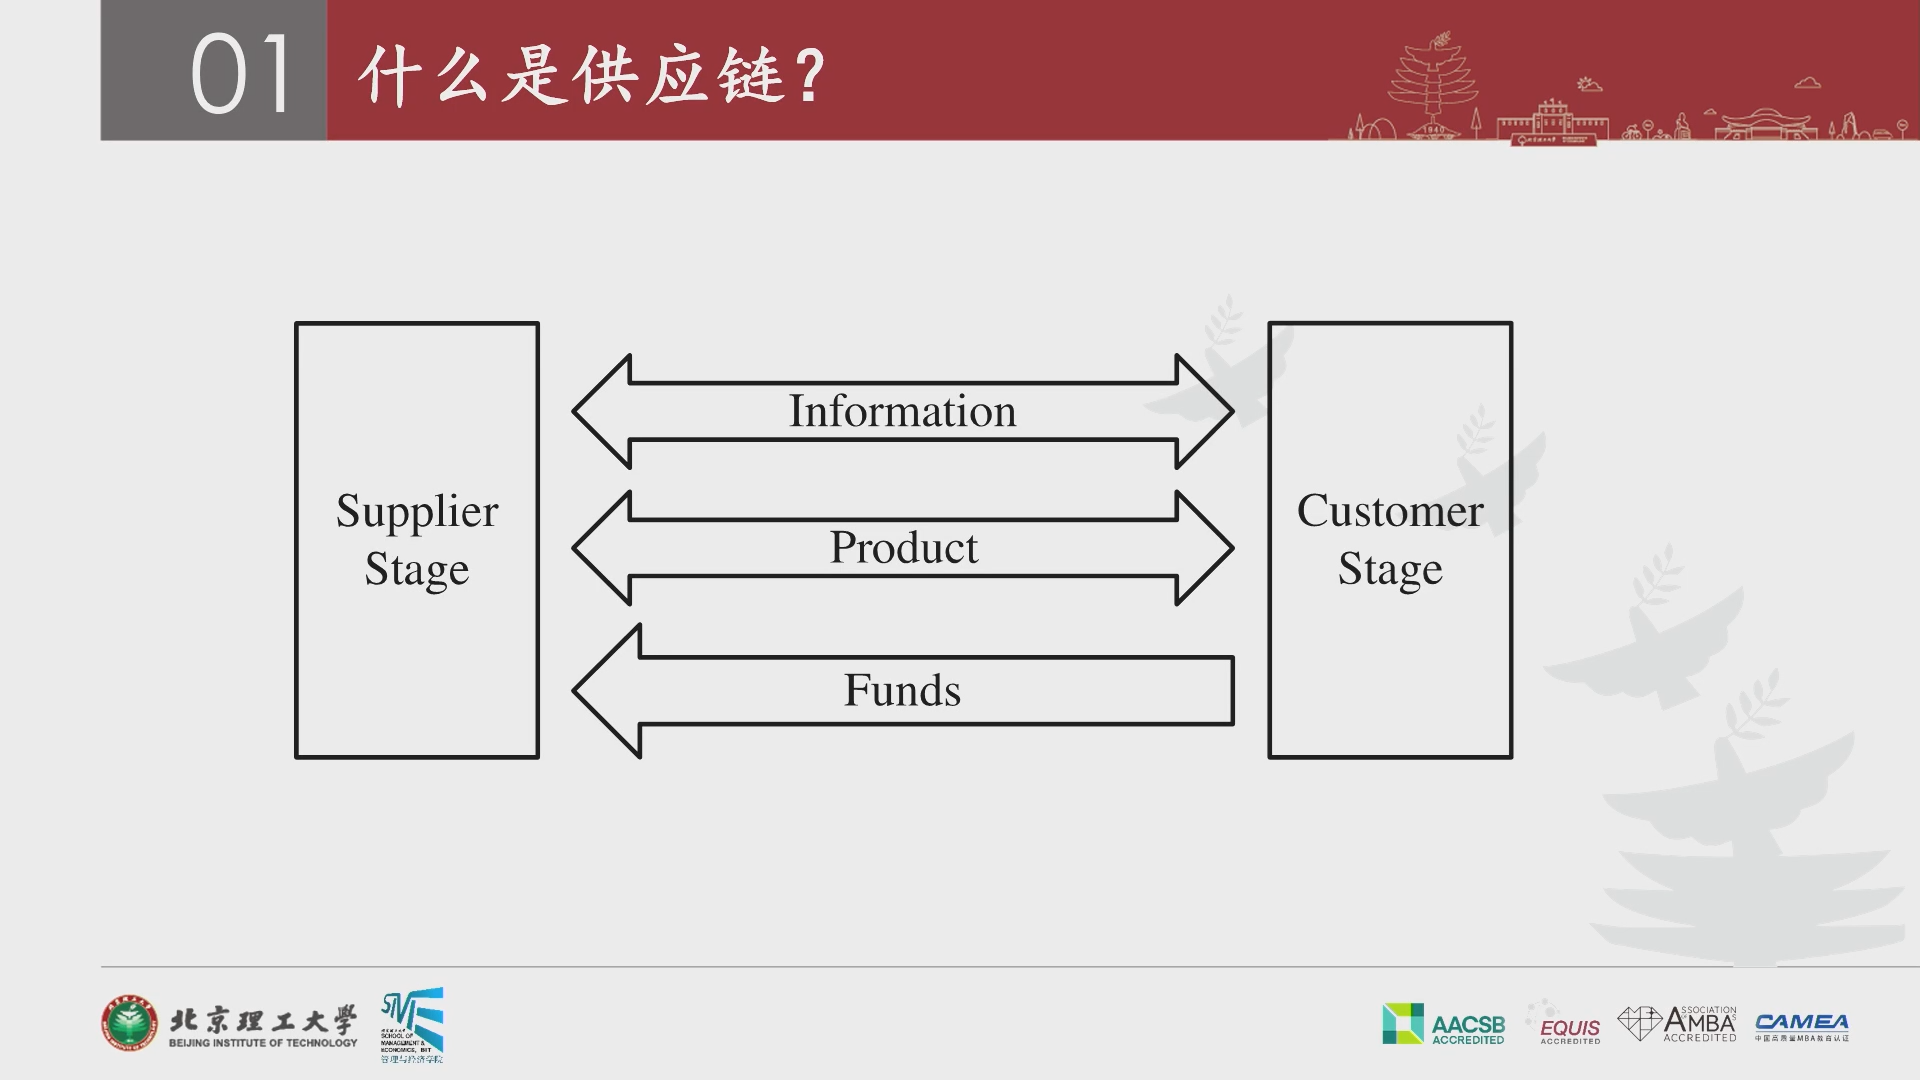 01
什么是供应链?
1940
Supplier
Stage
Information
Product
Funds
Customer
Stage
北京理工大学
BEIJING INSTITUTE OF TECHNOLOGY
SCHOOL OF
MANAGEMENT &
ECONOMICS, BIT
管理与经济学院
AACSB
ACCREDITED
EQUIS
ACCREDITED
ASSOCIATION
AMBA
ACCREDITED
CAMEA
中国高质量MBA教育认证